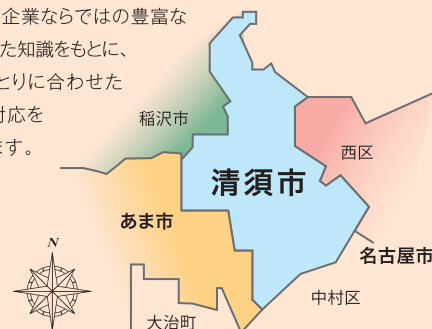 企業ならではの豊富な
た知識をもとに、
とりに合わせた
対応を
ます。
稲沢市
西区
清須市
あま市
名古屋市
N
中村区
大治町